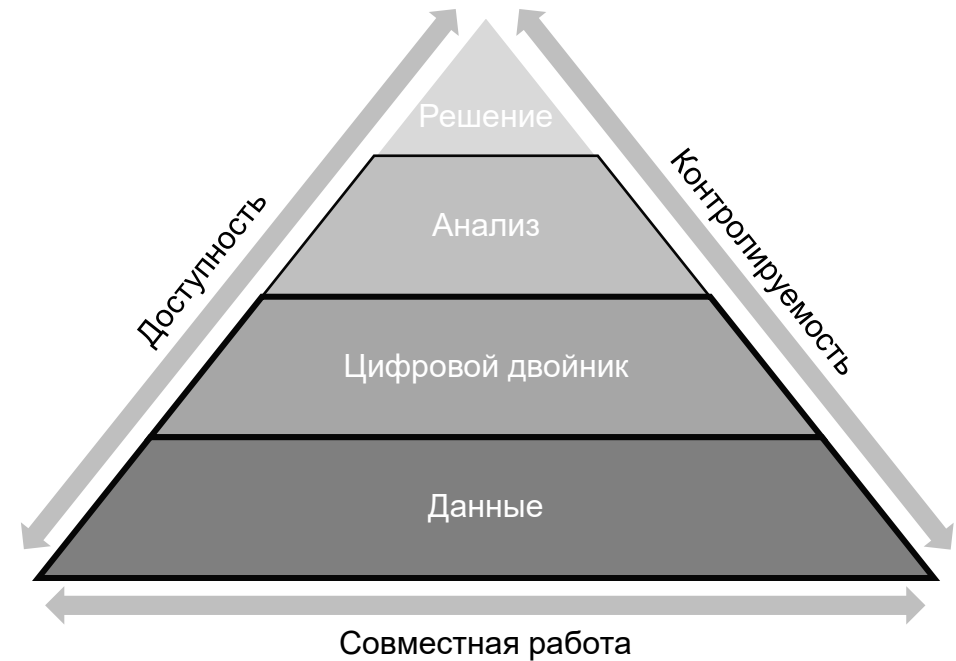 Решение
Доступность
Контролируемость
Анализ
Цифровой двойник
Данные
Совместная работа